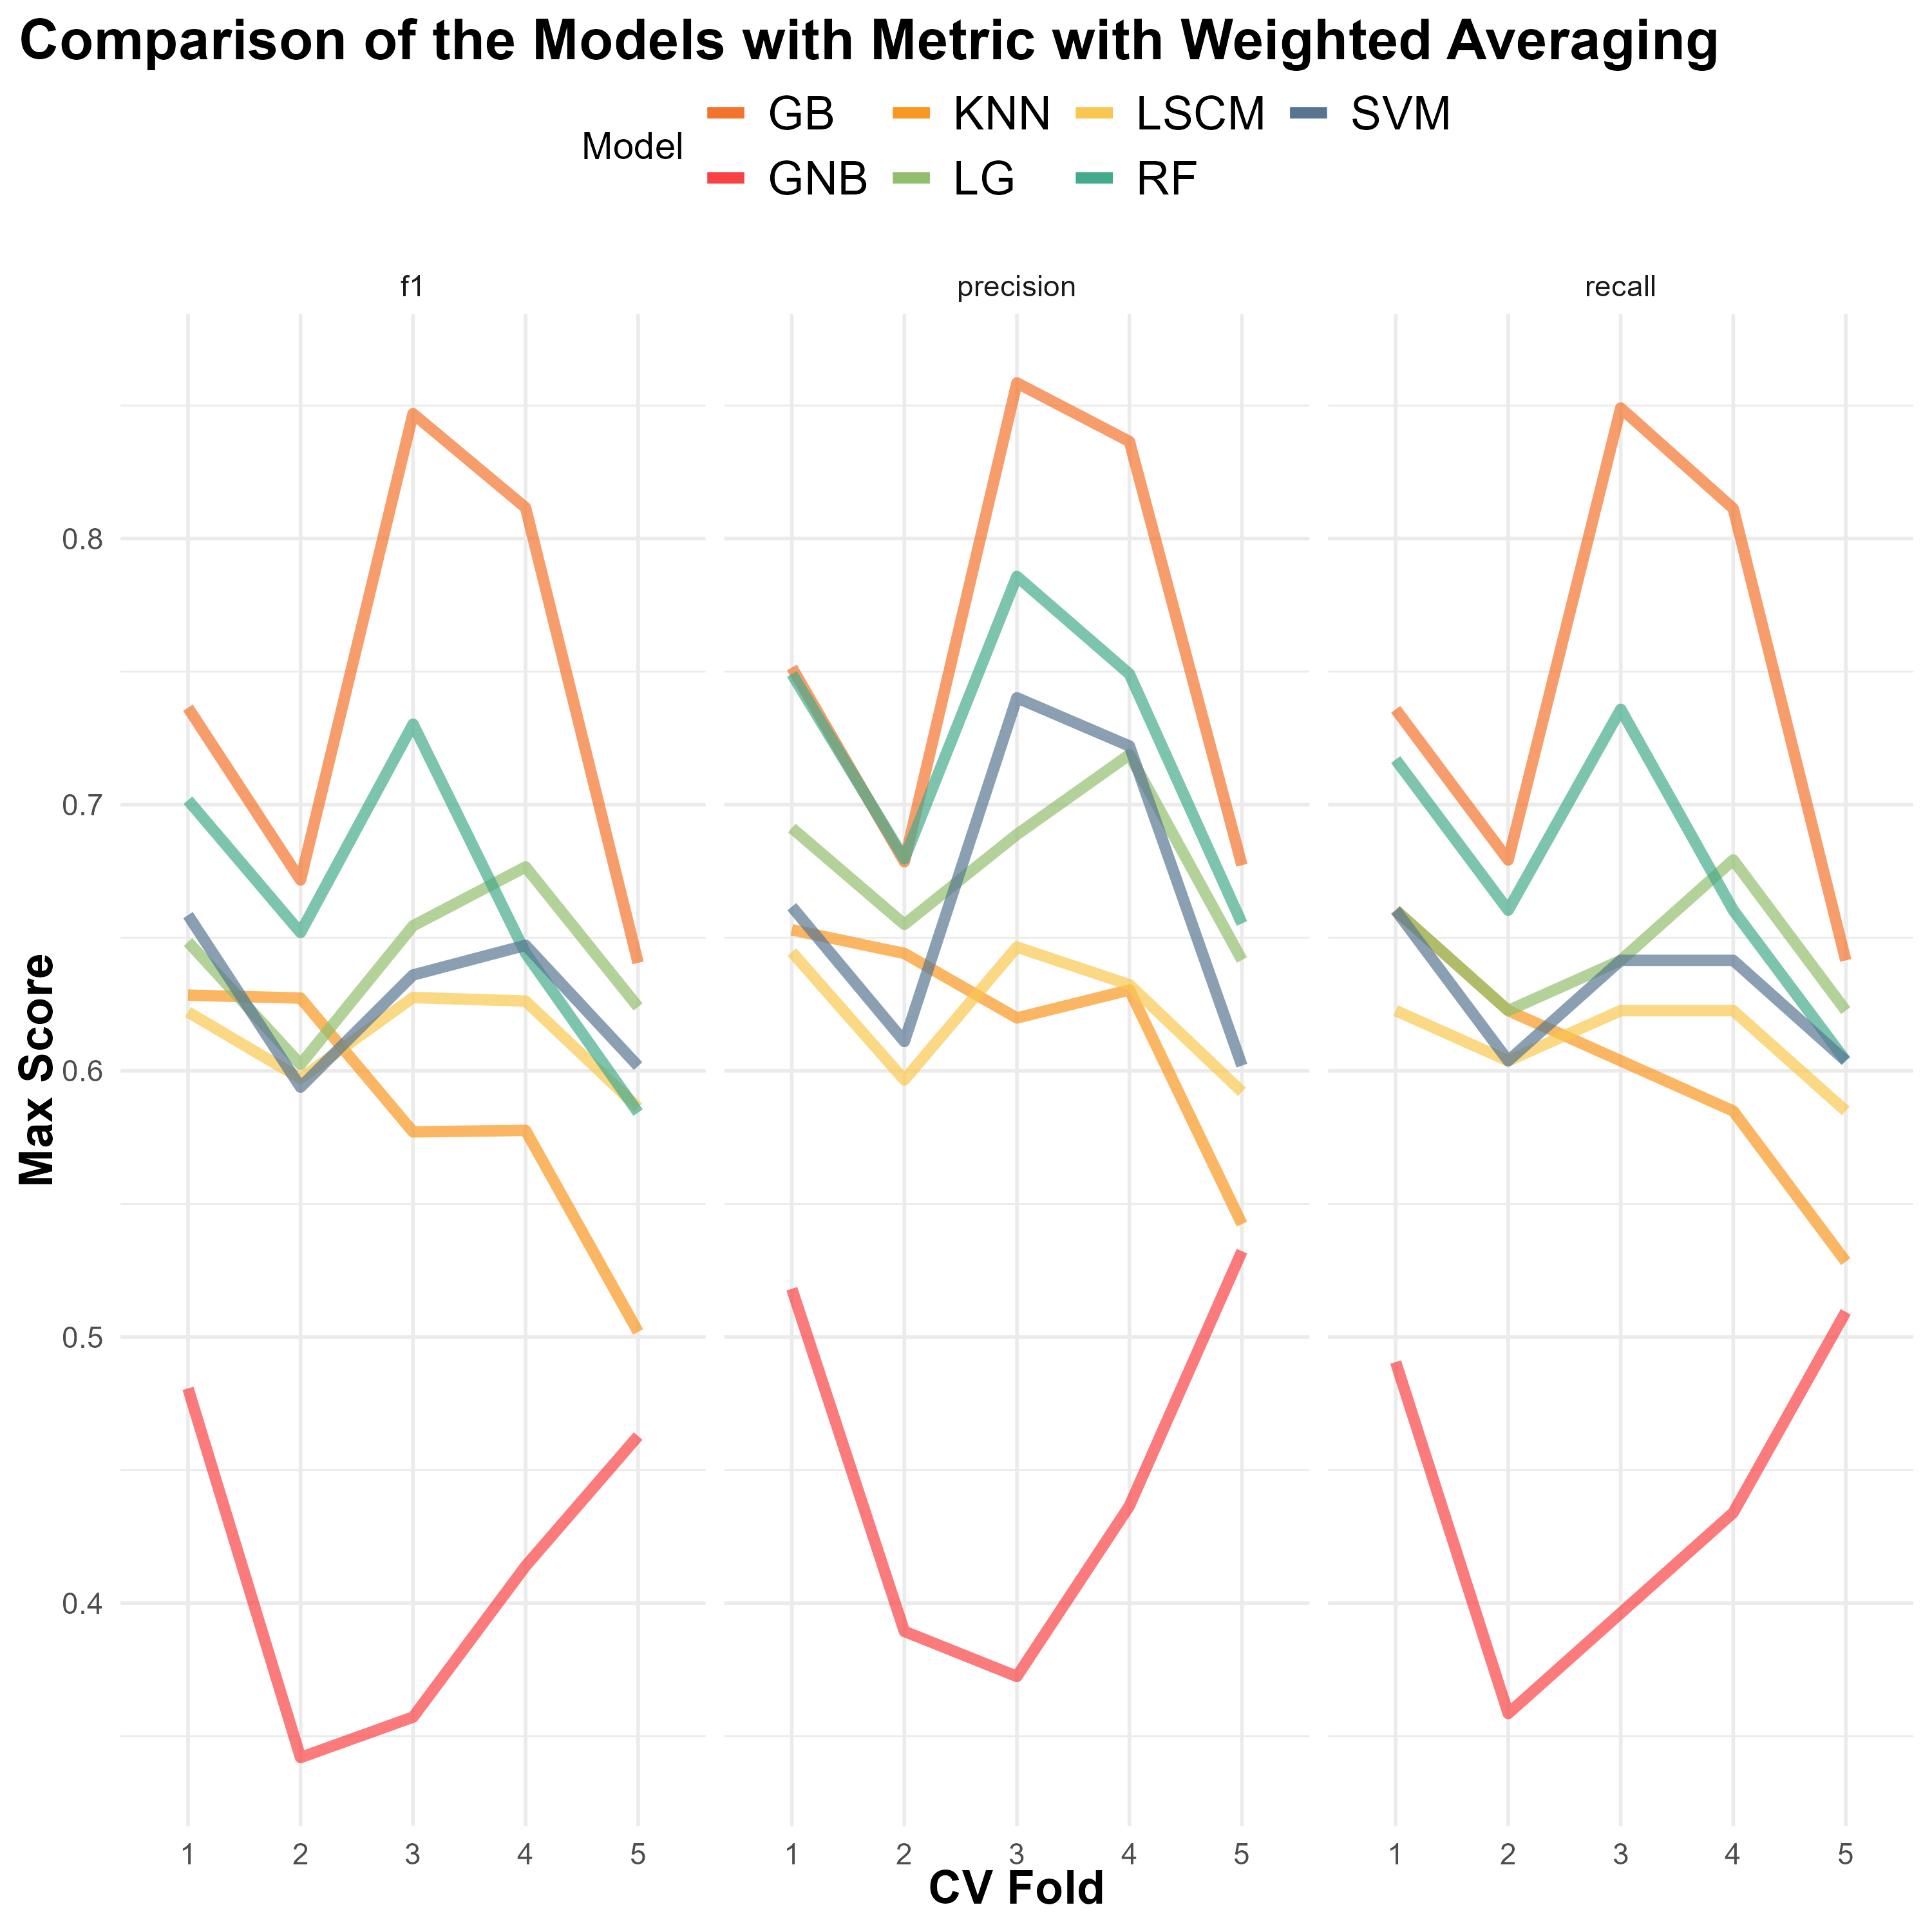 Comparison of the Models with Metric with Weighted Averaging
Model
GB KNN LSCM SVM
GNB LG RF
f1 precision recall
0.8
0.7
0.6
0.5
0.4
Max Score
1 2 3 4 5 1 2 3 4 5 1 2 3 4 5
CV Fold